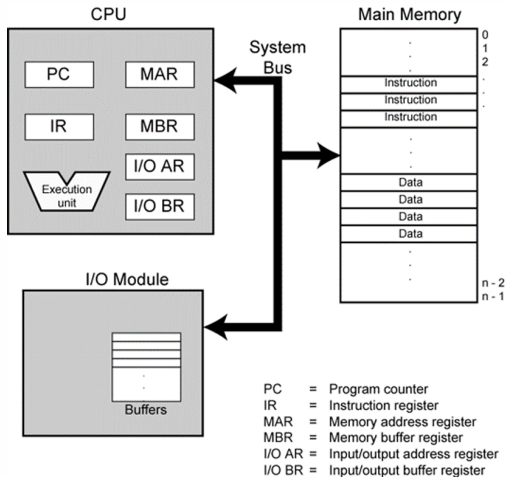 CPU
PC
MAR
IR
MBR
I/O AR
Execution
unit
I/O BR
System
Bus
Main Memory
0
1
2
.
.
.
.
.
.
Instruction
Instruction
Instruction
.
.
.
Data
Data
Data
Data
.
.
.
n - 2
n - 1
I/O Module
.
.
.
Buffers
PC = Program counter
IR = Instruction register
MAR = Memory address register
MBR = Memory buffer register
I/O AR = Input/output address register
I/O BR = Input/output buffer register